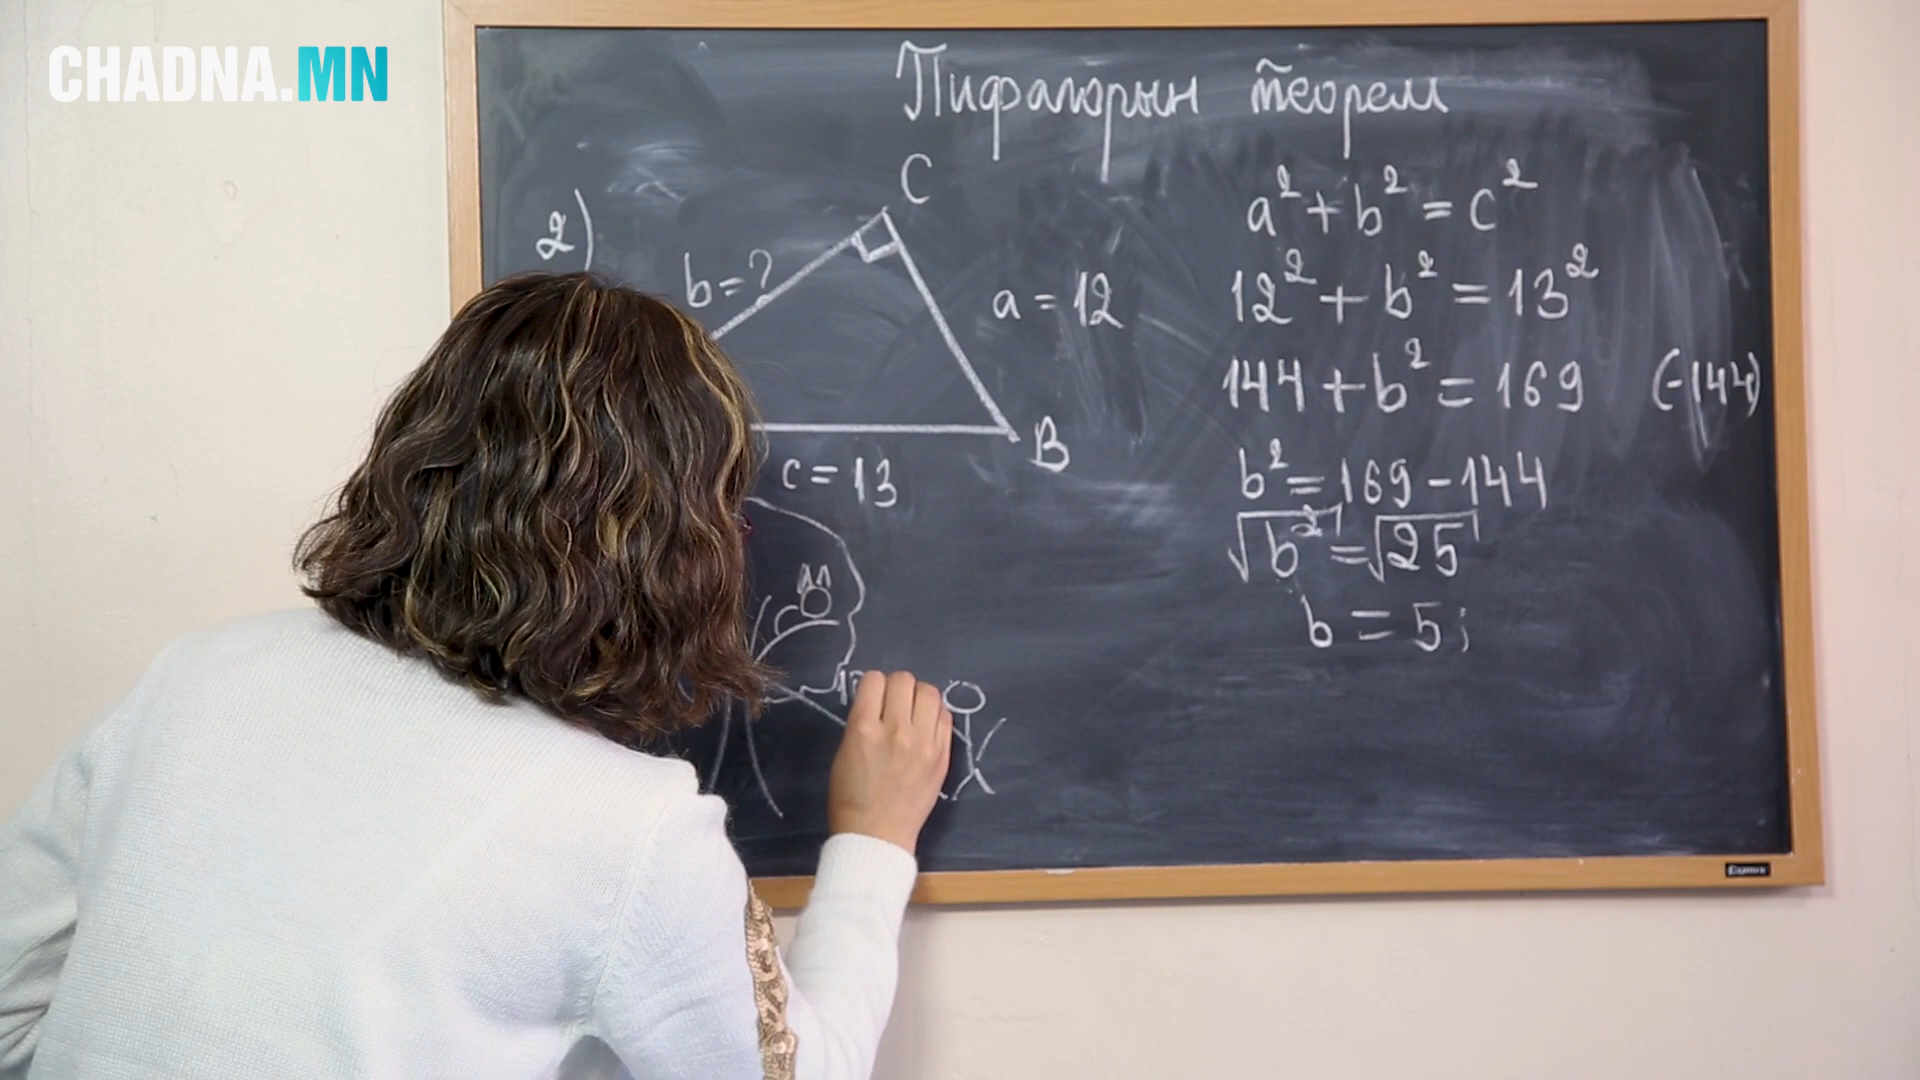 CHADNA.MN
Пифагорын теорем
2)
C
b=?
a = 12
B
c = 13
a² + b² = c²
12² + b² = 13²
144 + b² = 169 (-144)
b² = 169 - 144
√b² = √25
b = 5;